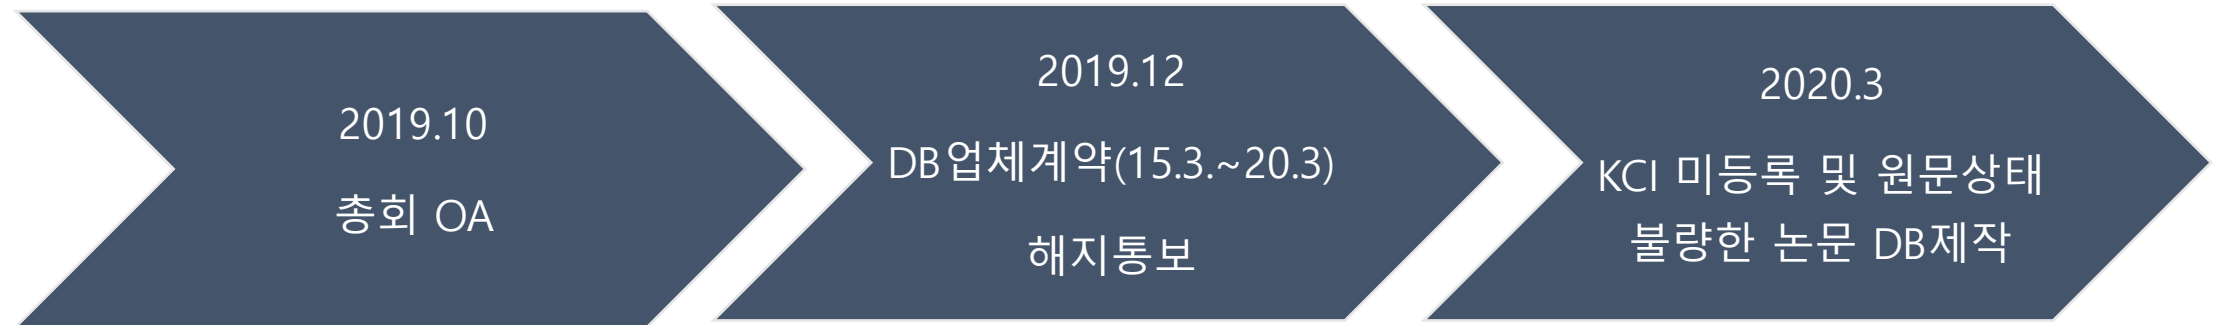 2019.10
총회 OA
2019.12
DB업체계약(15.3.~20.3)
해지통보
2020.3
KCI 미등록 및 원문상태
불량한 논문 DB제작